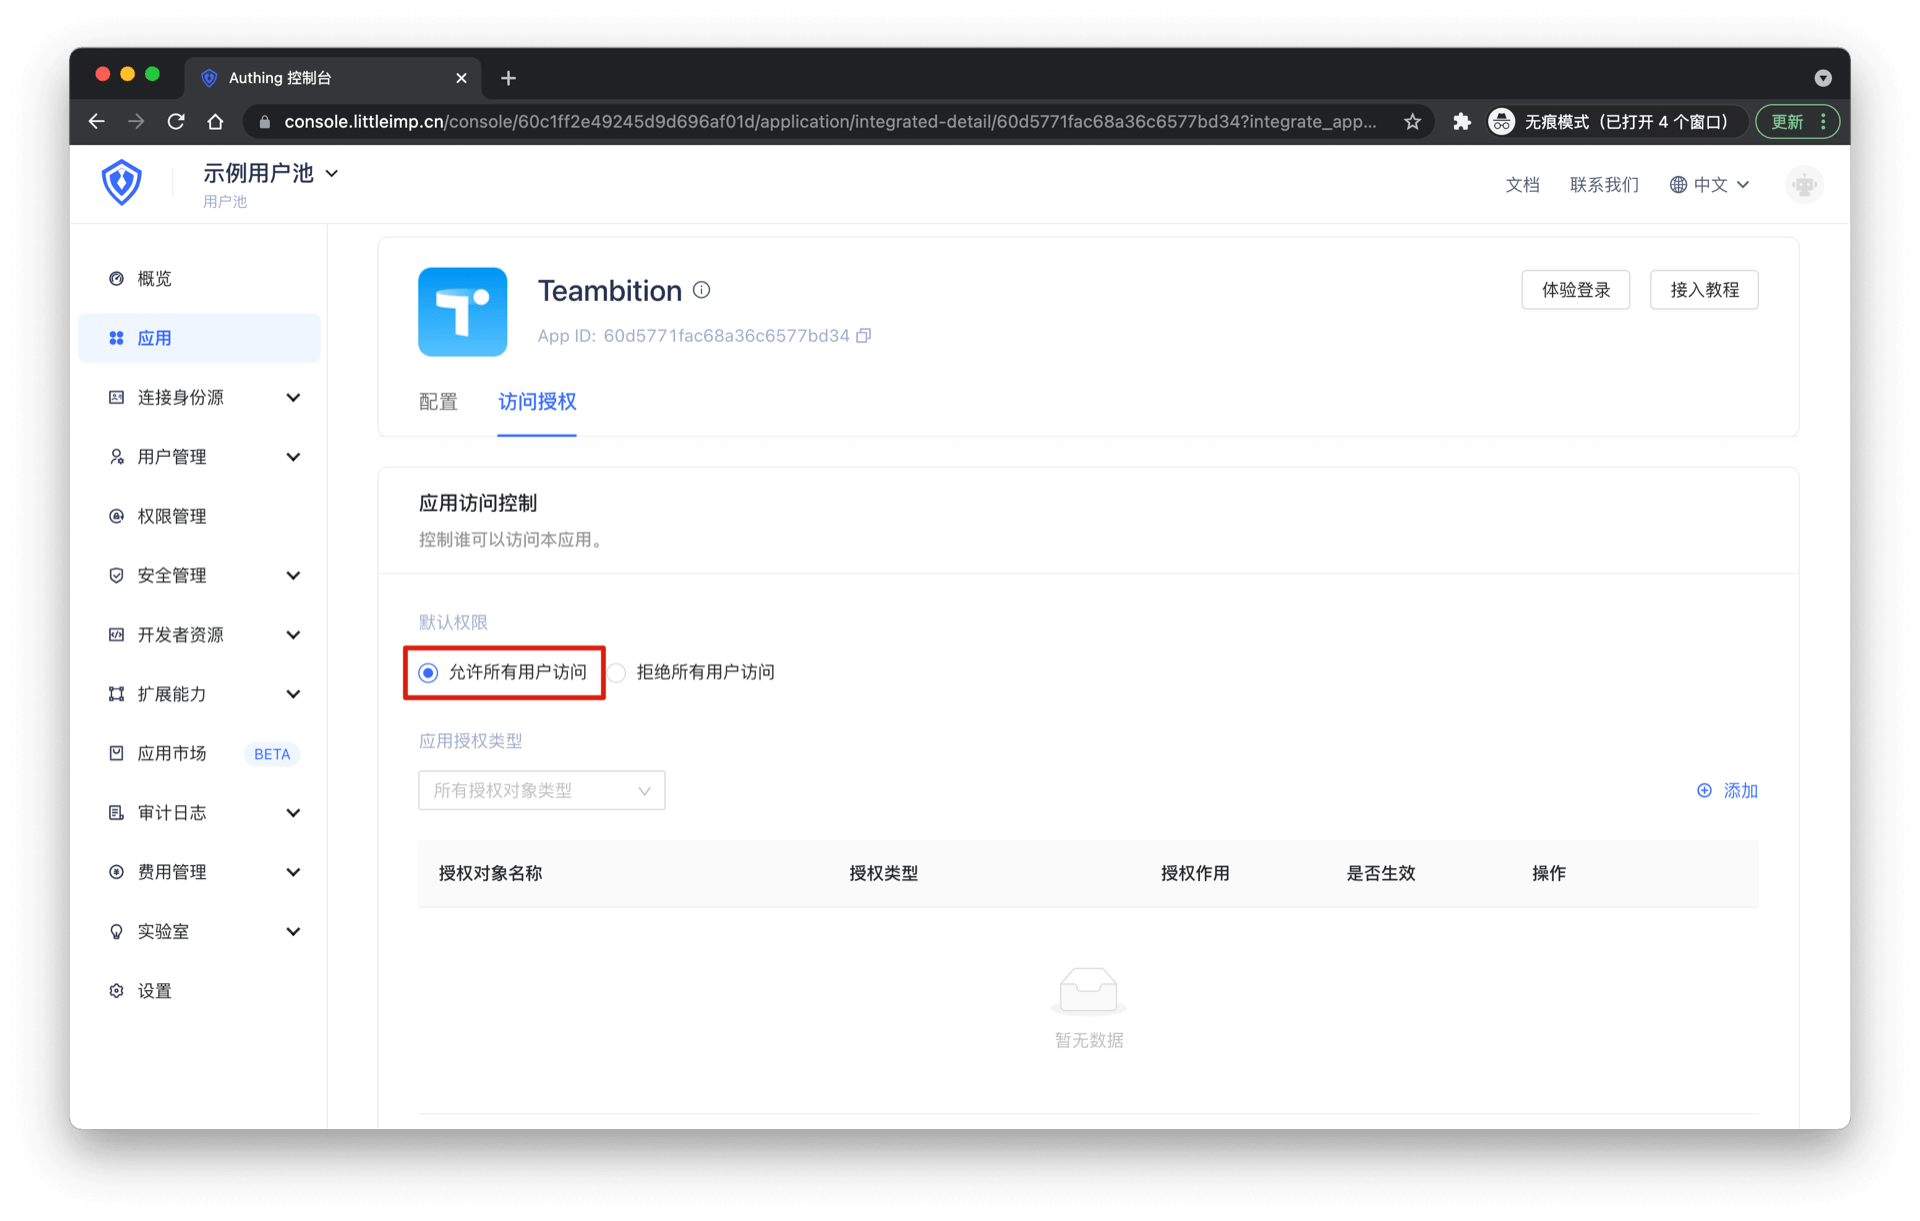 Authing 控制台
console.littleimp.cn/console/60c1ff2e49245d9d696af01d/application/integrated-detail/60d5771fac68a36c6577bd34?integrate_app...
无痕模式（已打开 4 个窗口）
更新
示例用户池
用户池
文档
联系我们
中文
概览
应用
连接身份源
用户管理
权限管理
安全管理
开发者资源
扩展能力
应用市场 BETA
审计日志
费用管理
实验室
设置
Teambition
App ID: 60d5771fac68a36c6577bd34
体验登录
接入教程
配置
访问授权
应用访问控制
控制谁可以访问本应用。
默认权限
允许所有用户访问
拒绝所有用户访问
应用授权类型
所有授权对象类型
添加
授权对象名称 授权类型 授权作用 是否生效 操作
暂无数据